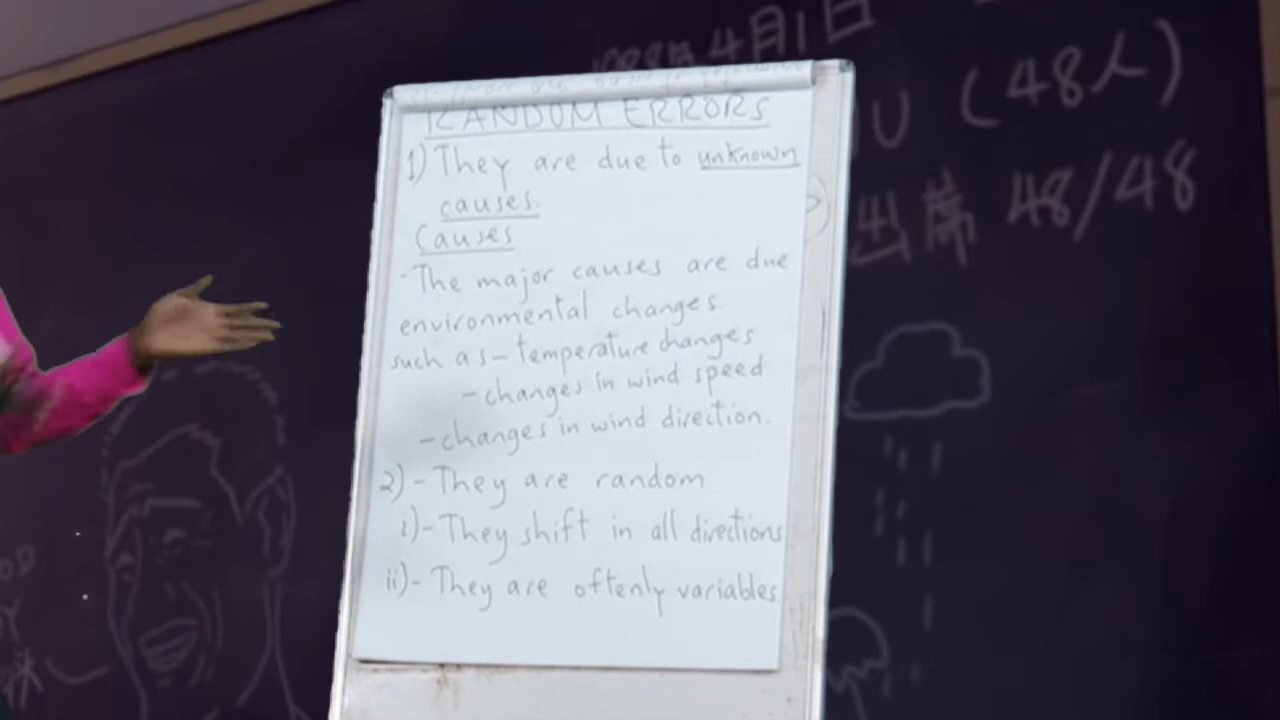 4月1日
(48人)
出席 48/48
RANDOM ERRORS
1) They are due to unknown
causes.
Causes
-The major causes are due
environmental changes.
such as - temperature changes
- changes in wind speed
- changes in wind direction.
2) - They are random
i) - They shift in all directions
ii) - They are oftenly variables